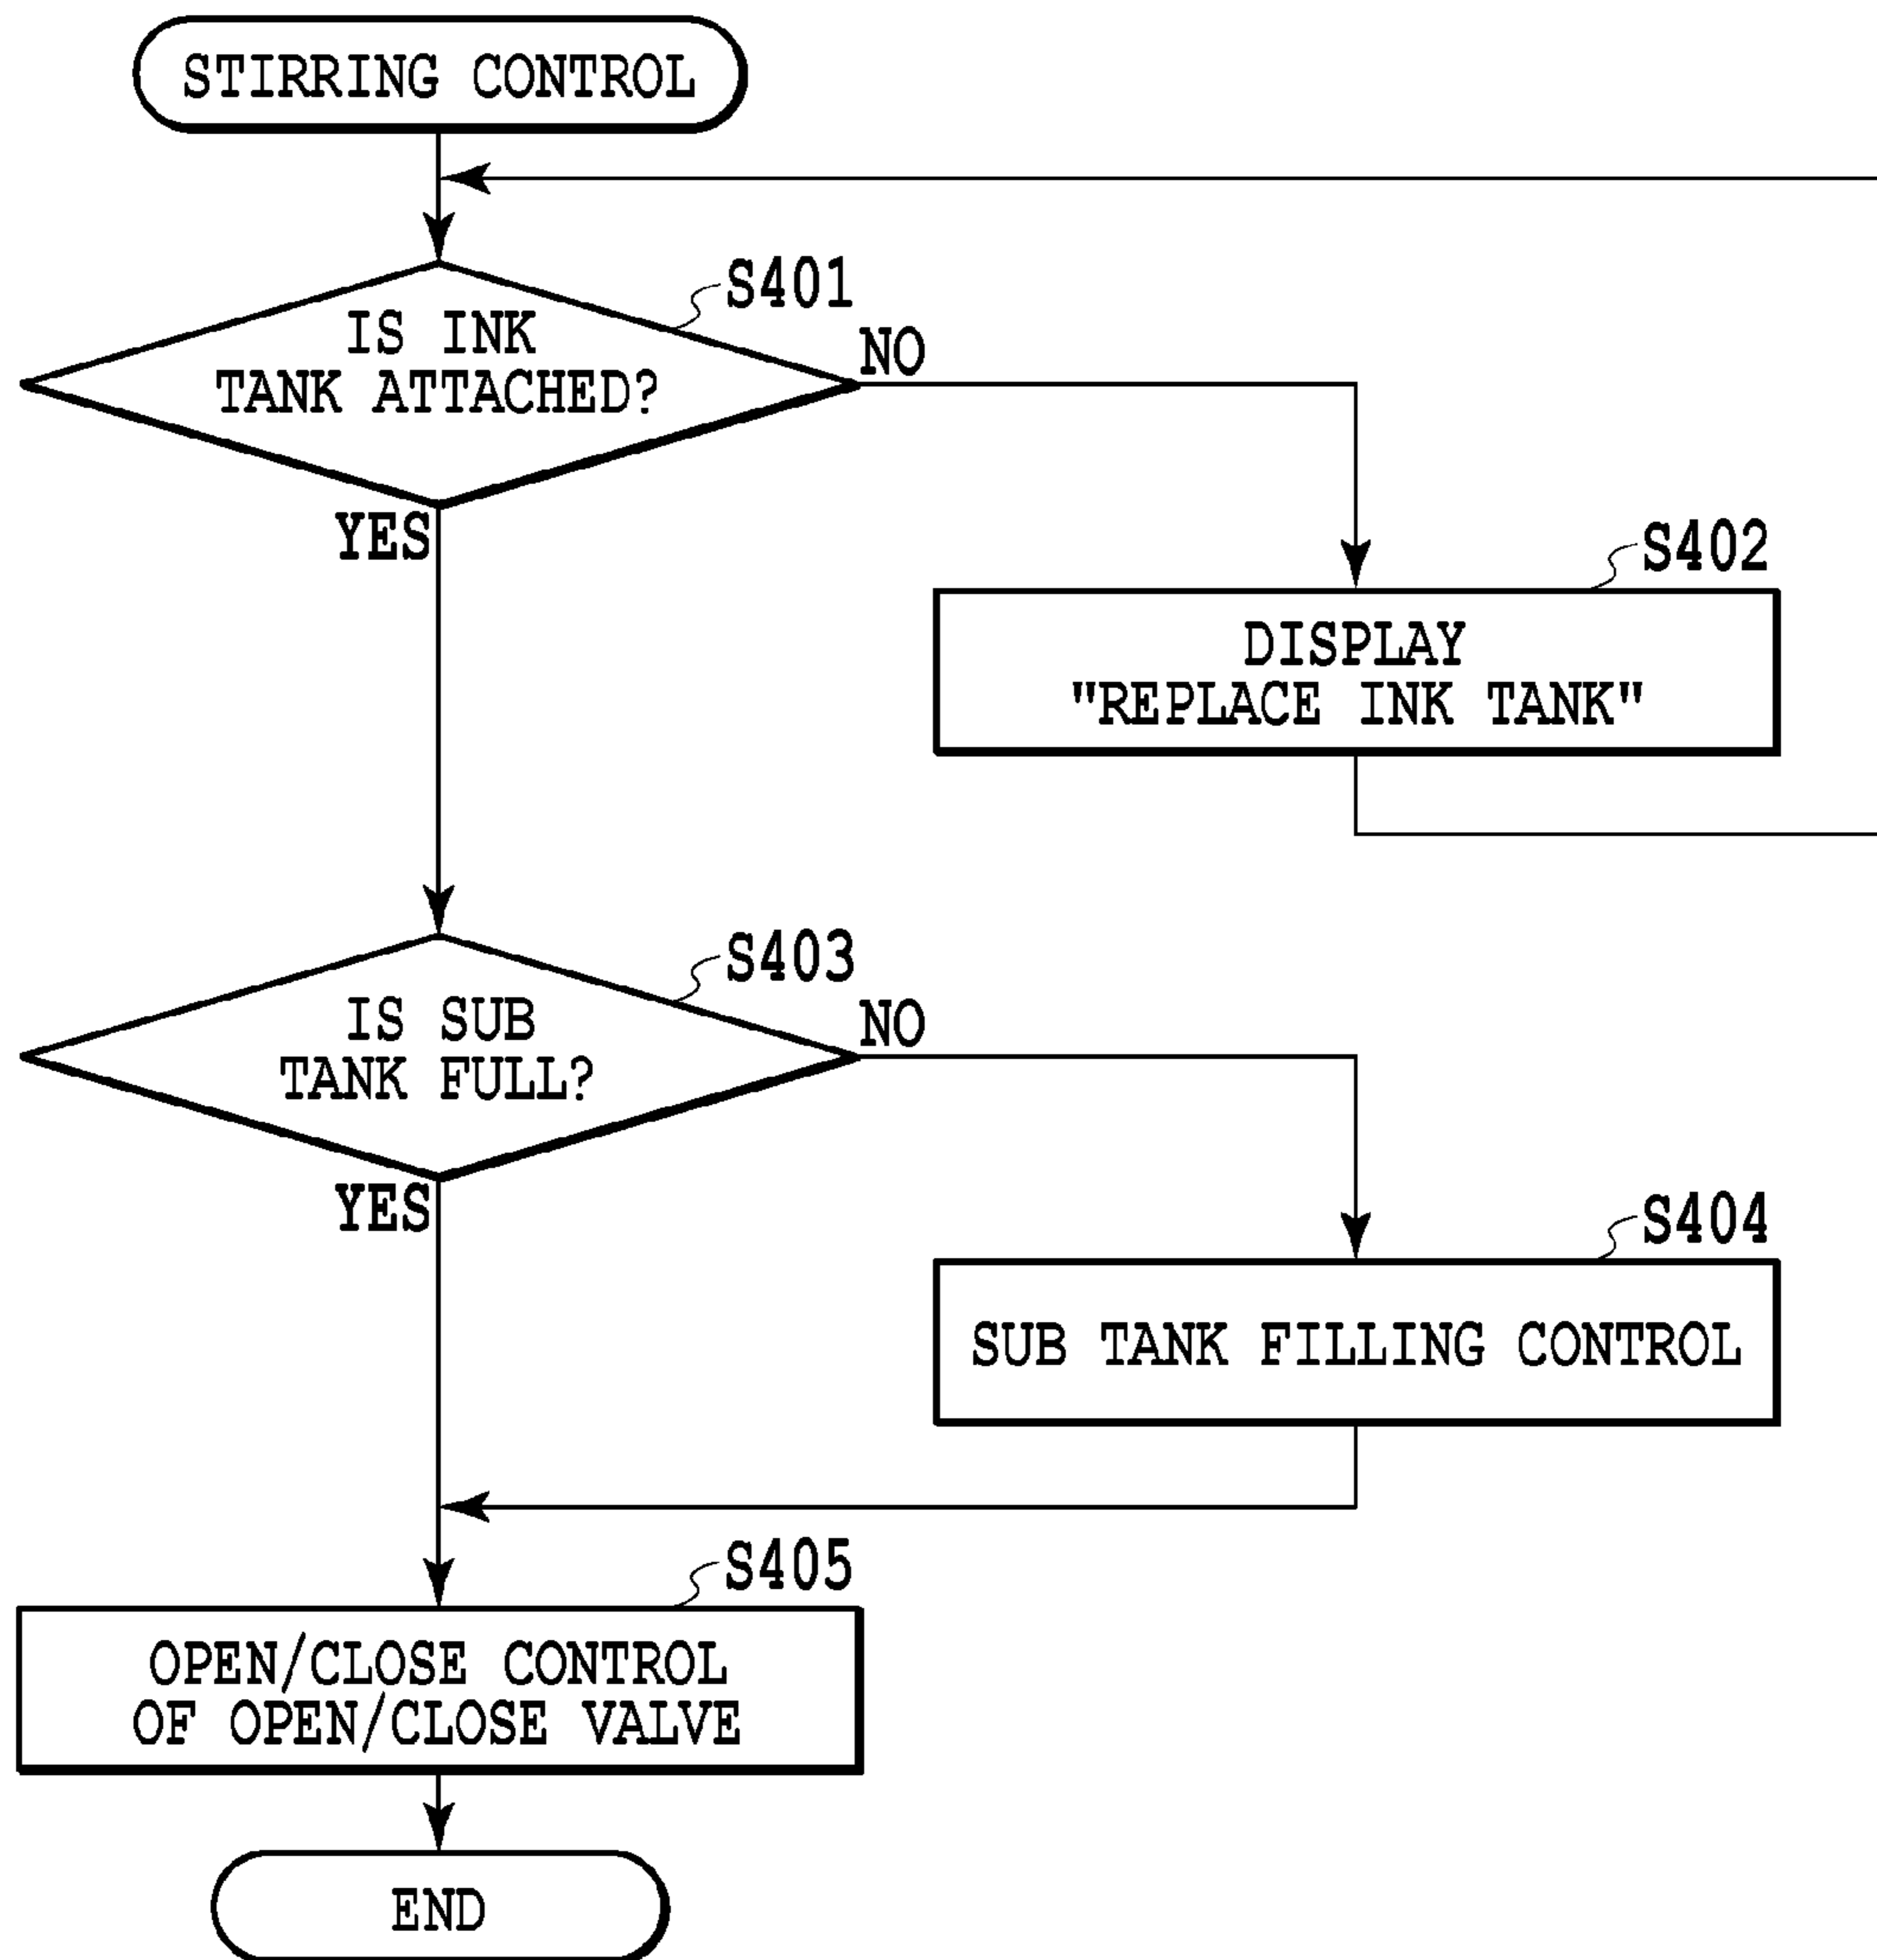 STIRRING CONTROL
S401
IS INK
TANK ATTACHED?
NO
YES
S402
DISPLAY
"REPLACE INK TANK"
S403
IS SUB
TANK FULL?
NO
YES
S404
SUB TANK FILLING CONTROL
S405
OPEN/CLOSE CONTROL
OF OPEN/CLOSE VALVE
END